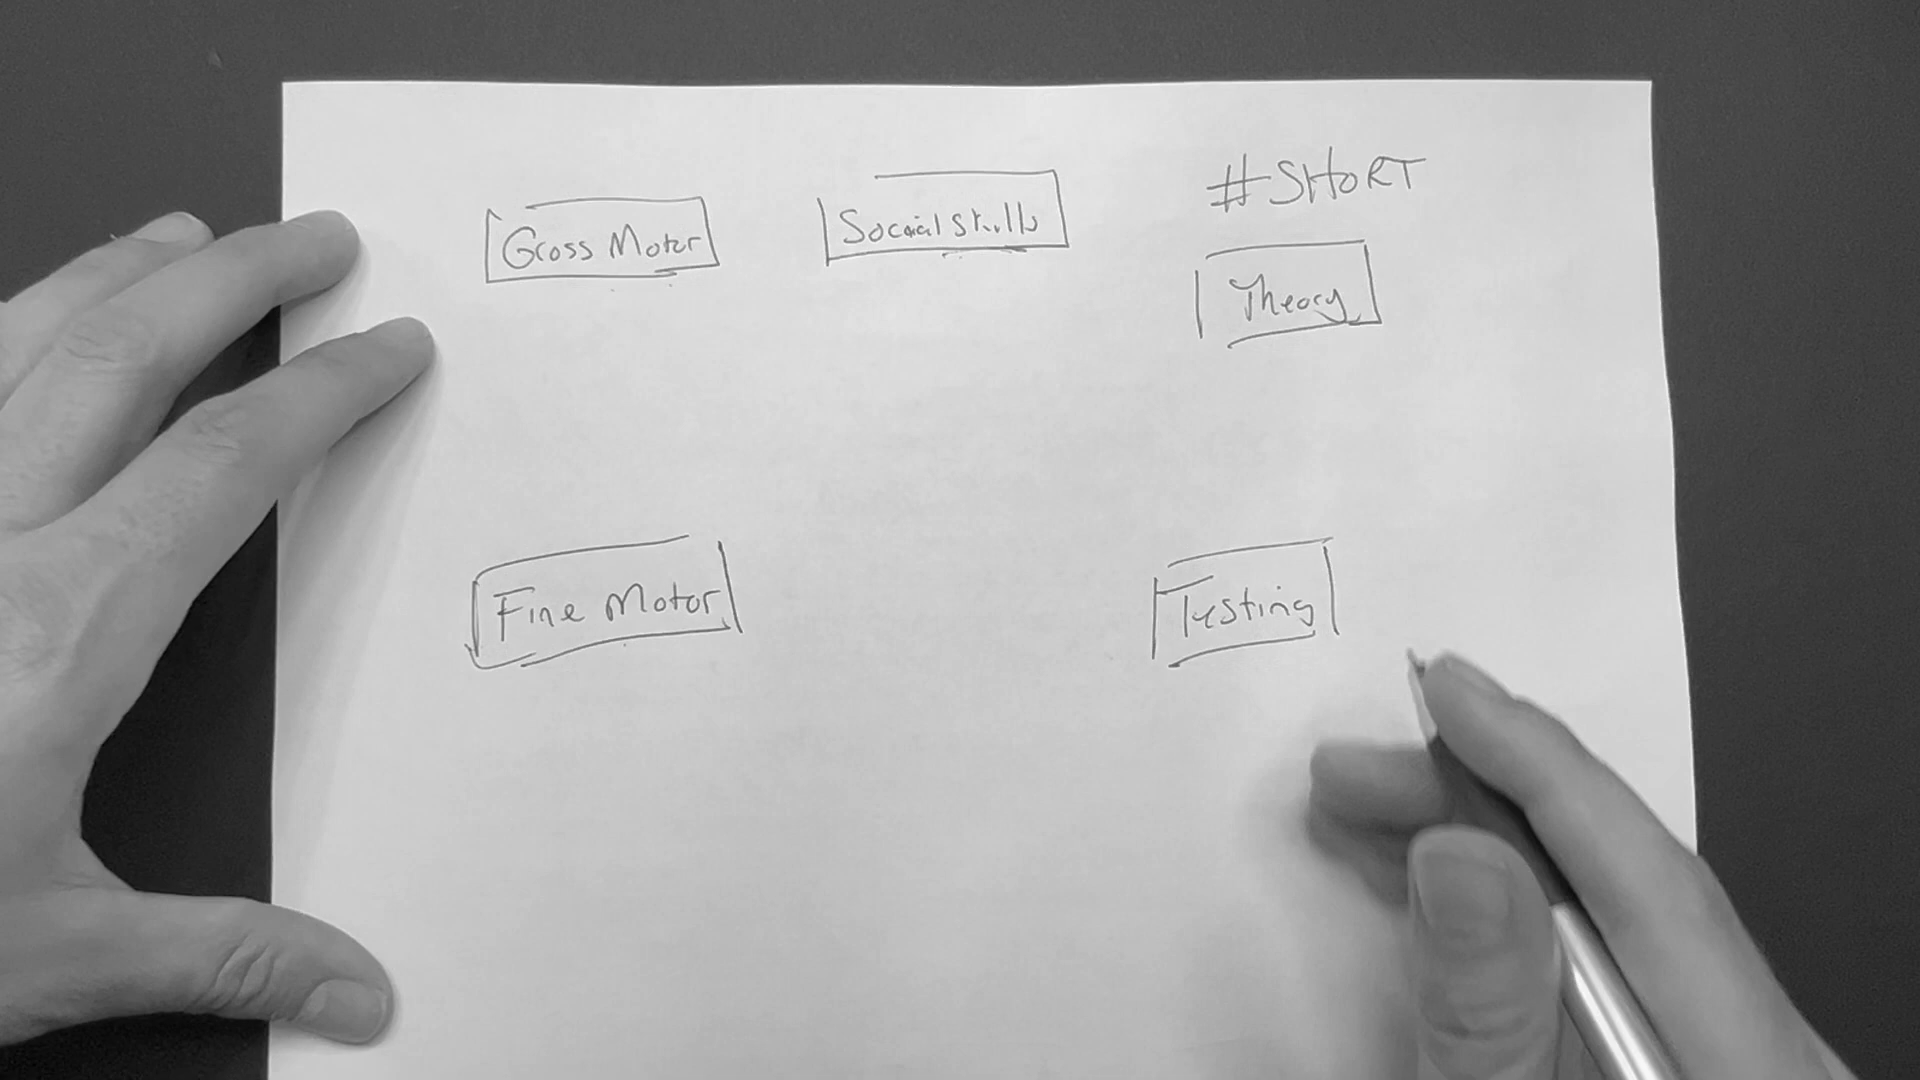 #SHORT
Gross Motor
Social Skills
Theory
Fine Motor
Testing